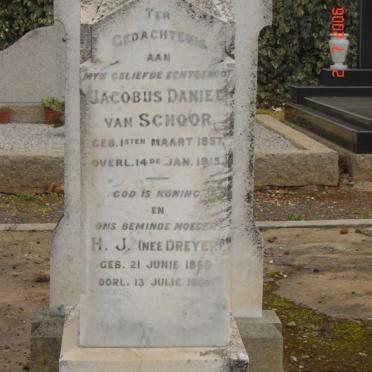 TER
GEDACHTENIS
AAN
MYN GELIEFDE ECHTGENOOT
JACOBUS DANIEL
VAN SCHOOR.
GEB. 1STEN MAART 1857.
OVERL. 14DE JAN. 1915.
GOD IS KONING
EN
ONS BEMINDE MOEDER
H. J. (NEE DREYER)
GEB. 21 JUNIE
OORL. 13 JULIE
2006